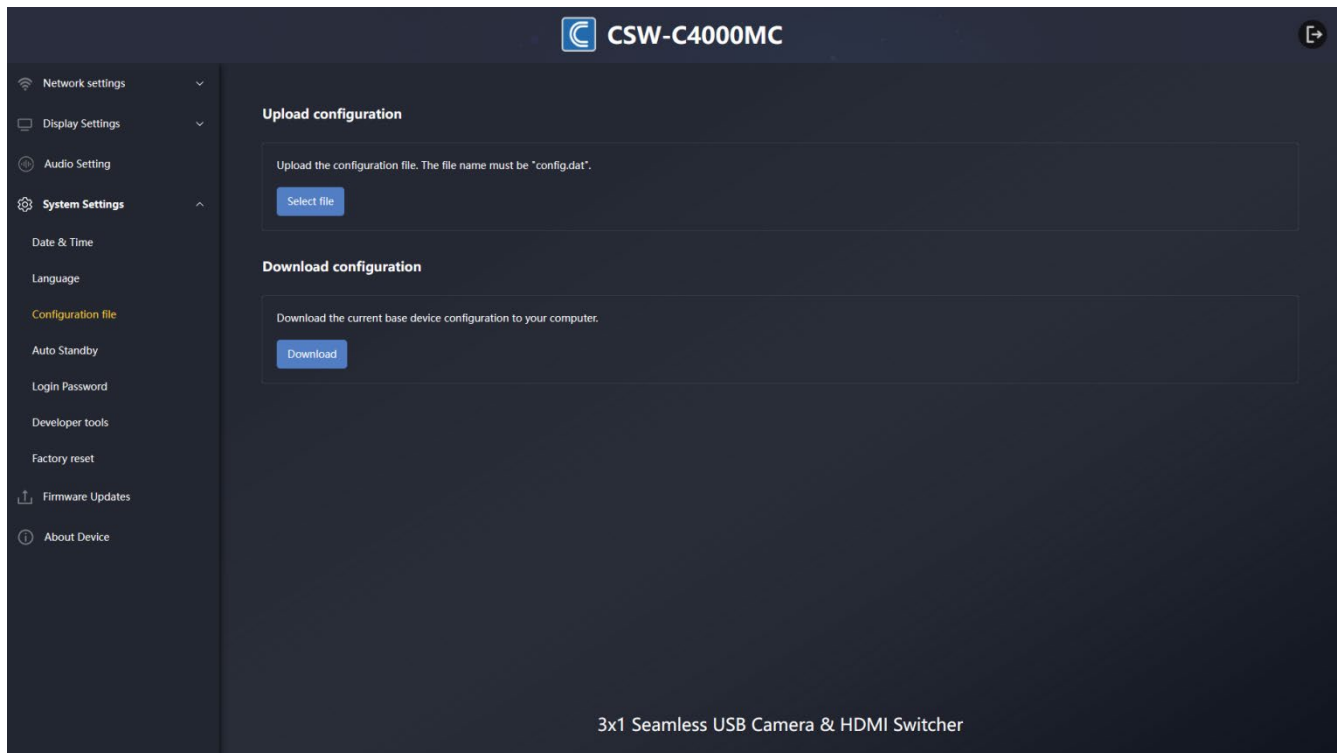 CSW-C4000MC
Network settings
Display Settings
Audio Setting
System Settings
Date & Time
Language
Configuration file
Auto Standby
Login Password
Developer tools
Factory reset
Firmware Updates
About Device
Upload configuration
Upload the configuration file. The file name must be "config.dat".
Select file
Download configuration
Download the current base device configuration to your computer.
Download
3x1 Seamless USB Camera & HDMI Switcher